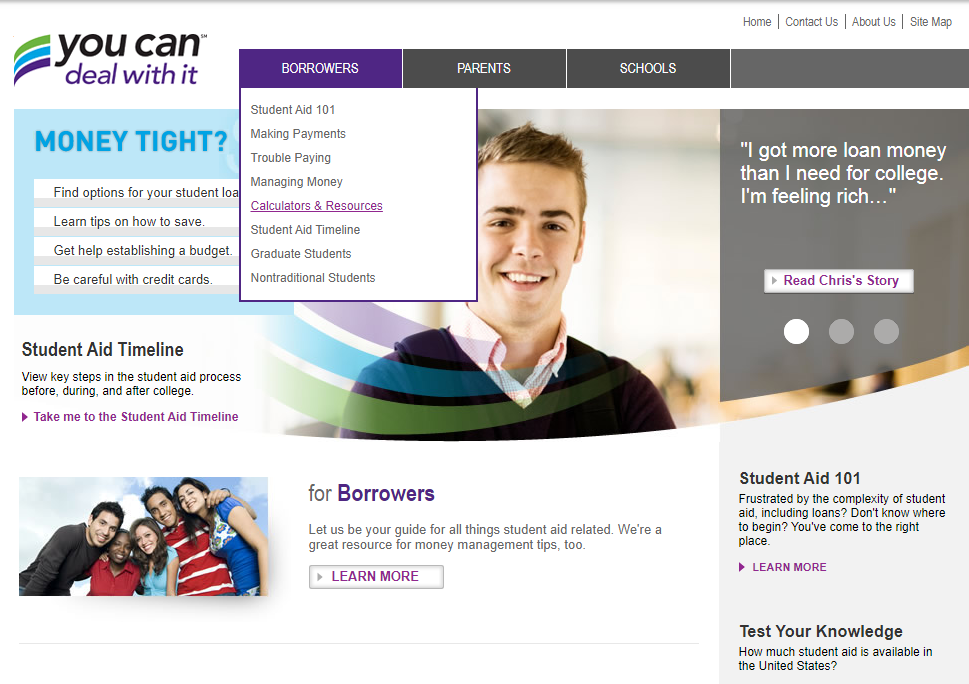 Home | Contact Us | About Us | Site Map
you can℠
deal with it
BORROWERS
PARENTS
SCHOOLS
Student Aid 101
Making Payments
Trouble Paying
Managing Money
Calculators & Resources
Student Aid Timeline
Graduate Students
Nontraditional Students
MONEY TIGHT?
Find options for your student loa
Learn tips on how to save.
Get help establishing a budget.
Be careful with credit cards.
"I got more loan money
than I need for college.
I'm feeling rich..."
Read Chris's Story
Student Aid Timeline
View key steps in the student aid process
before, during, and after college.
Take me to the Student Aid Timeline
for Borrowers
Let us be your guide for all things student aid related. We're a
great resource for money management tips, too.
LEARN MORE
Student Aid 101
Frustrated by the complexity of student
aid, including loans? Don't know where
to begin? You've come to the right
place.
LEARN MORE
Test Your Knowledge
How much student aid is available in
the United States?